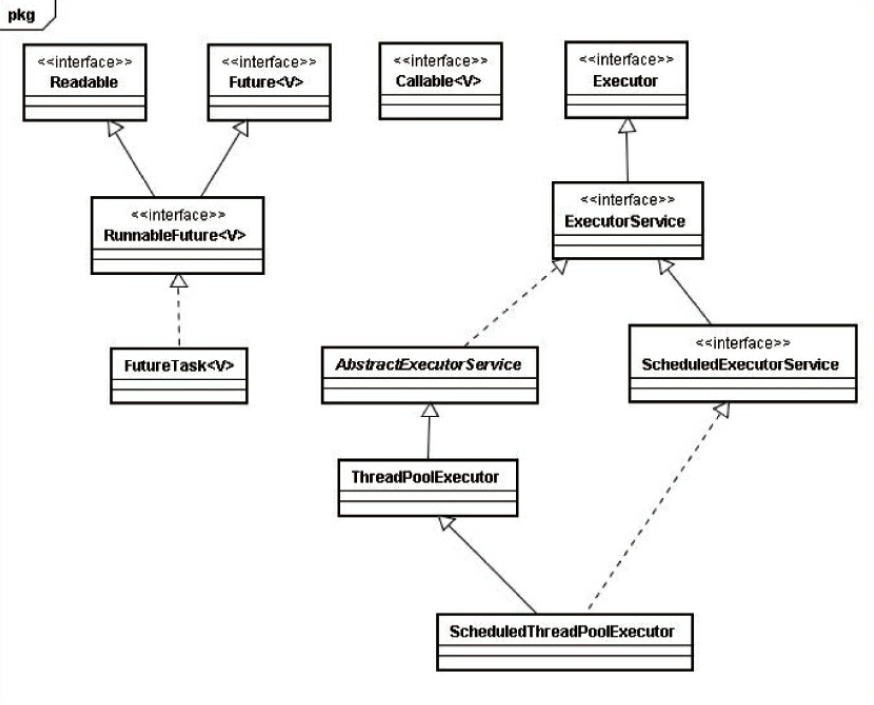 pkg
<<interface>>
Readable
<<interface>>
Future<V>
<<interface>>
Callable<V>
<<interface>>
Executor
<<interface>>
RunnableFuture<V>
<<interface>>
ExecutorService
FutureTask<V>
AbstractExecutorService
<<interface>>
ScheduledExecutorService
ThreadPoolExecutor
ScheduledThreadPoolExecutor